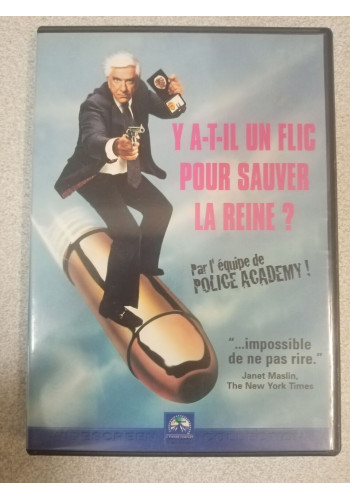 Y A-T-IL UN FLIC
POUR SAUVER
LA REINE ?
Par l'équipe de
POLICE ACADEMY !
"...impossible
de ne pas rire."
Janet Maslin,
The New York Times